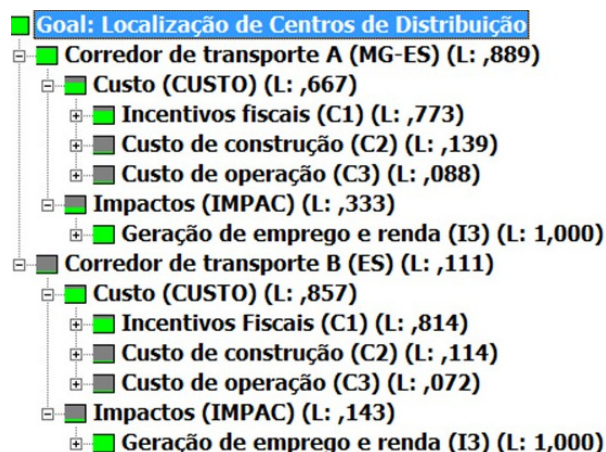 Goal: Localização de Centros de Distribuição
Corredor de transporte A (MG-ES) (L: ,889)
Custo (CUSTO) (L: ,667)
Incentivos fiscais (C1) (L: ,773)
Custo de construção (C2) (L: ,139)
Custo de operação (C3) (L: ,088)
Impactos (IMPAC) (L: ,333)
Geração de emprego e renda (I3) (L: 1,000)
Corredor de transporte B (ES) (L: ,111)
Custo (CUSTO) (L: ,857)
Incentivos Fiscais (C1) (L: ,814)
Custo de construção (C2) (L: ,114)
Custo de operação (C3) (L: ,072)
Impactos (IMPAC) (L: ,143)
Geração de emprego e renda (I3) (L: 1,000)